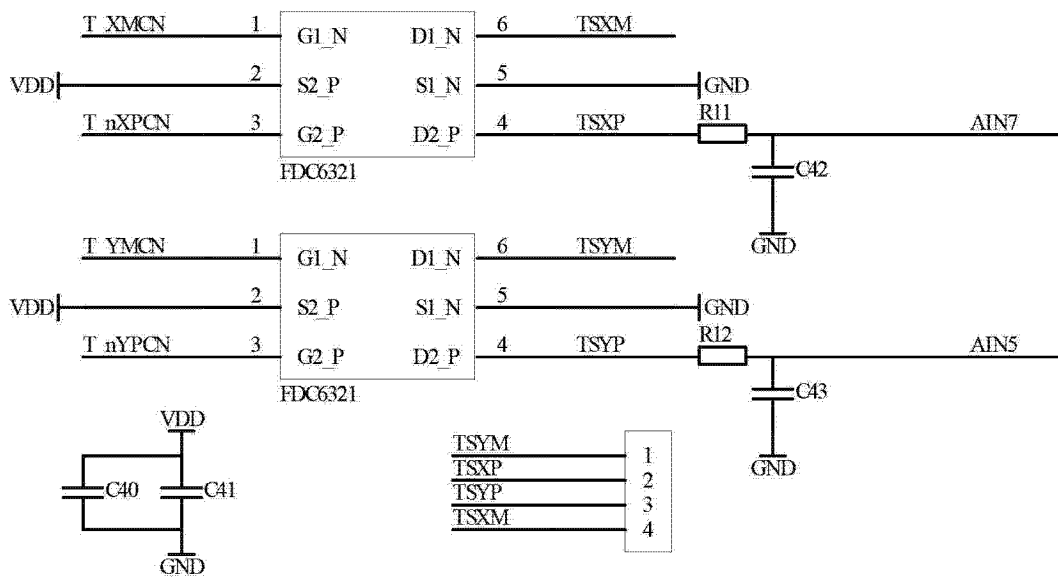 T_XMCN 1 G1_N D1_N 6 TSXM
VDD 2 S2_P S1_N 5 GND
T_nXPCN 3 G2_P D2_P 4 TSXP R11 AIN7
FDC6321 C42
GND
T_YMCN 1 G1_N D1_N 6 TSYM
VDD 2 S2_P S1_N 5 GND
T_nYPCN 3 G2_P D2_P 4 TSYP R12 AIN5
FDC6321 C43
GND
VDD
C40 C41
GND
TSYM 1
TSXP 2
TSYP 3
TSXM 4